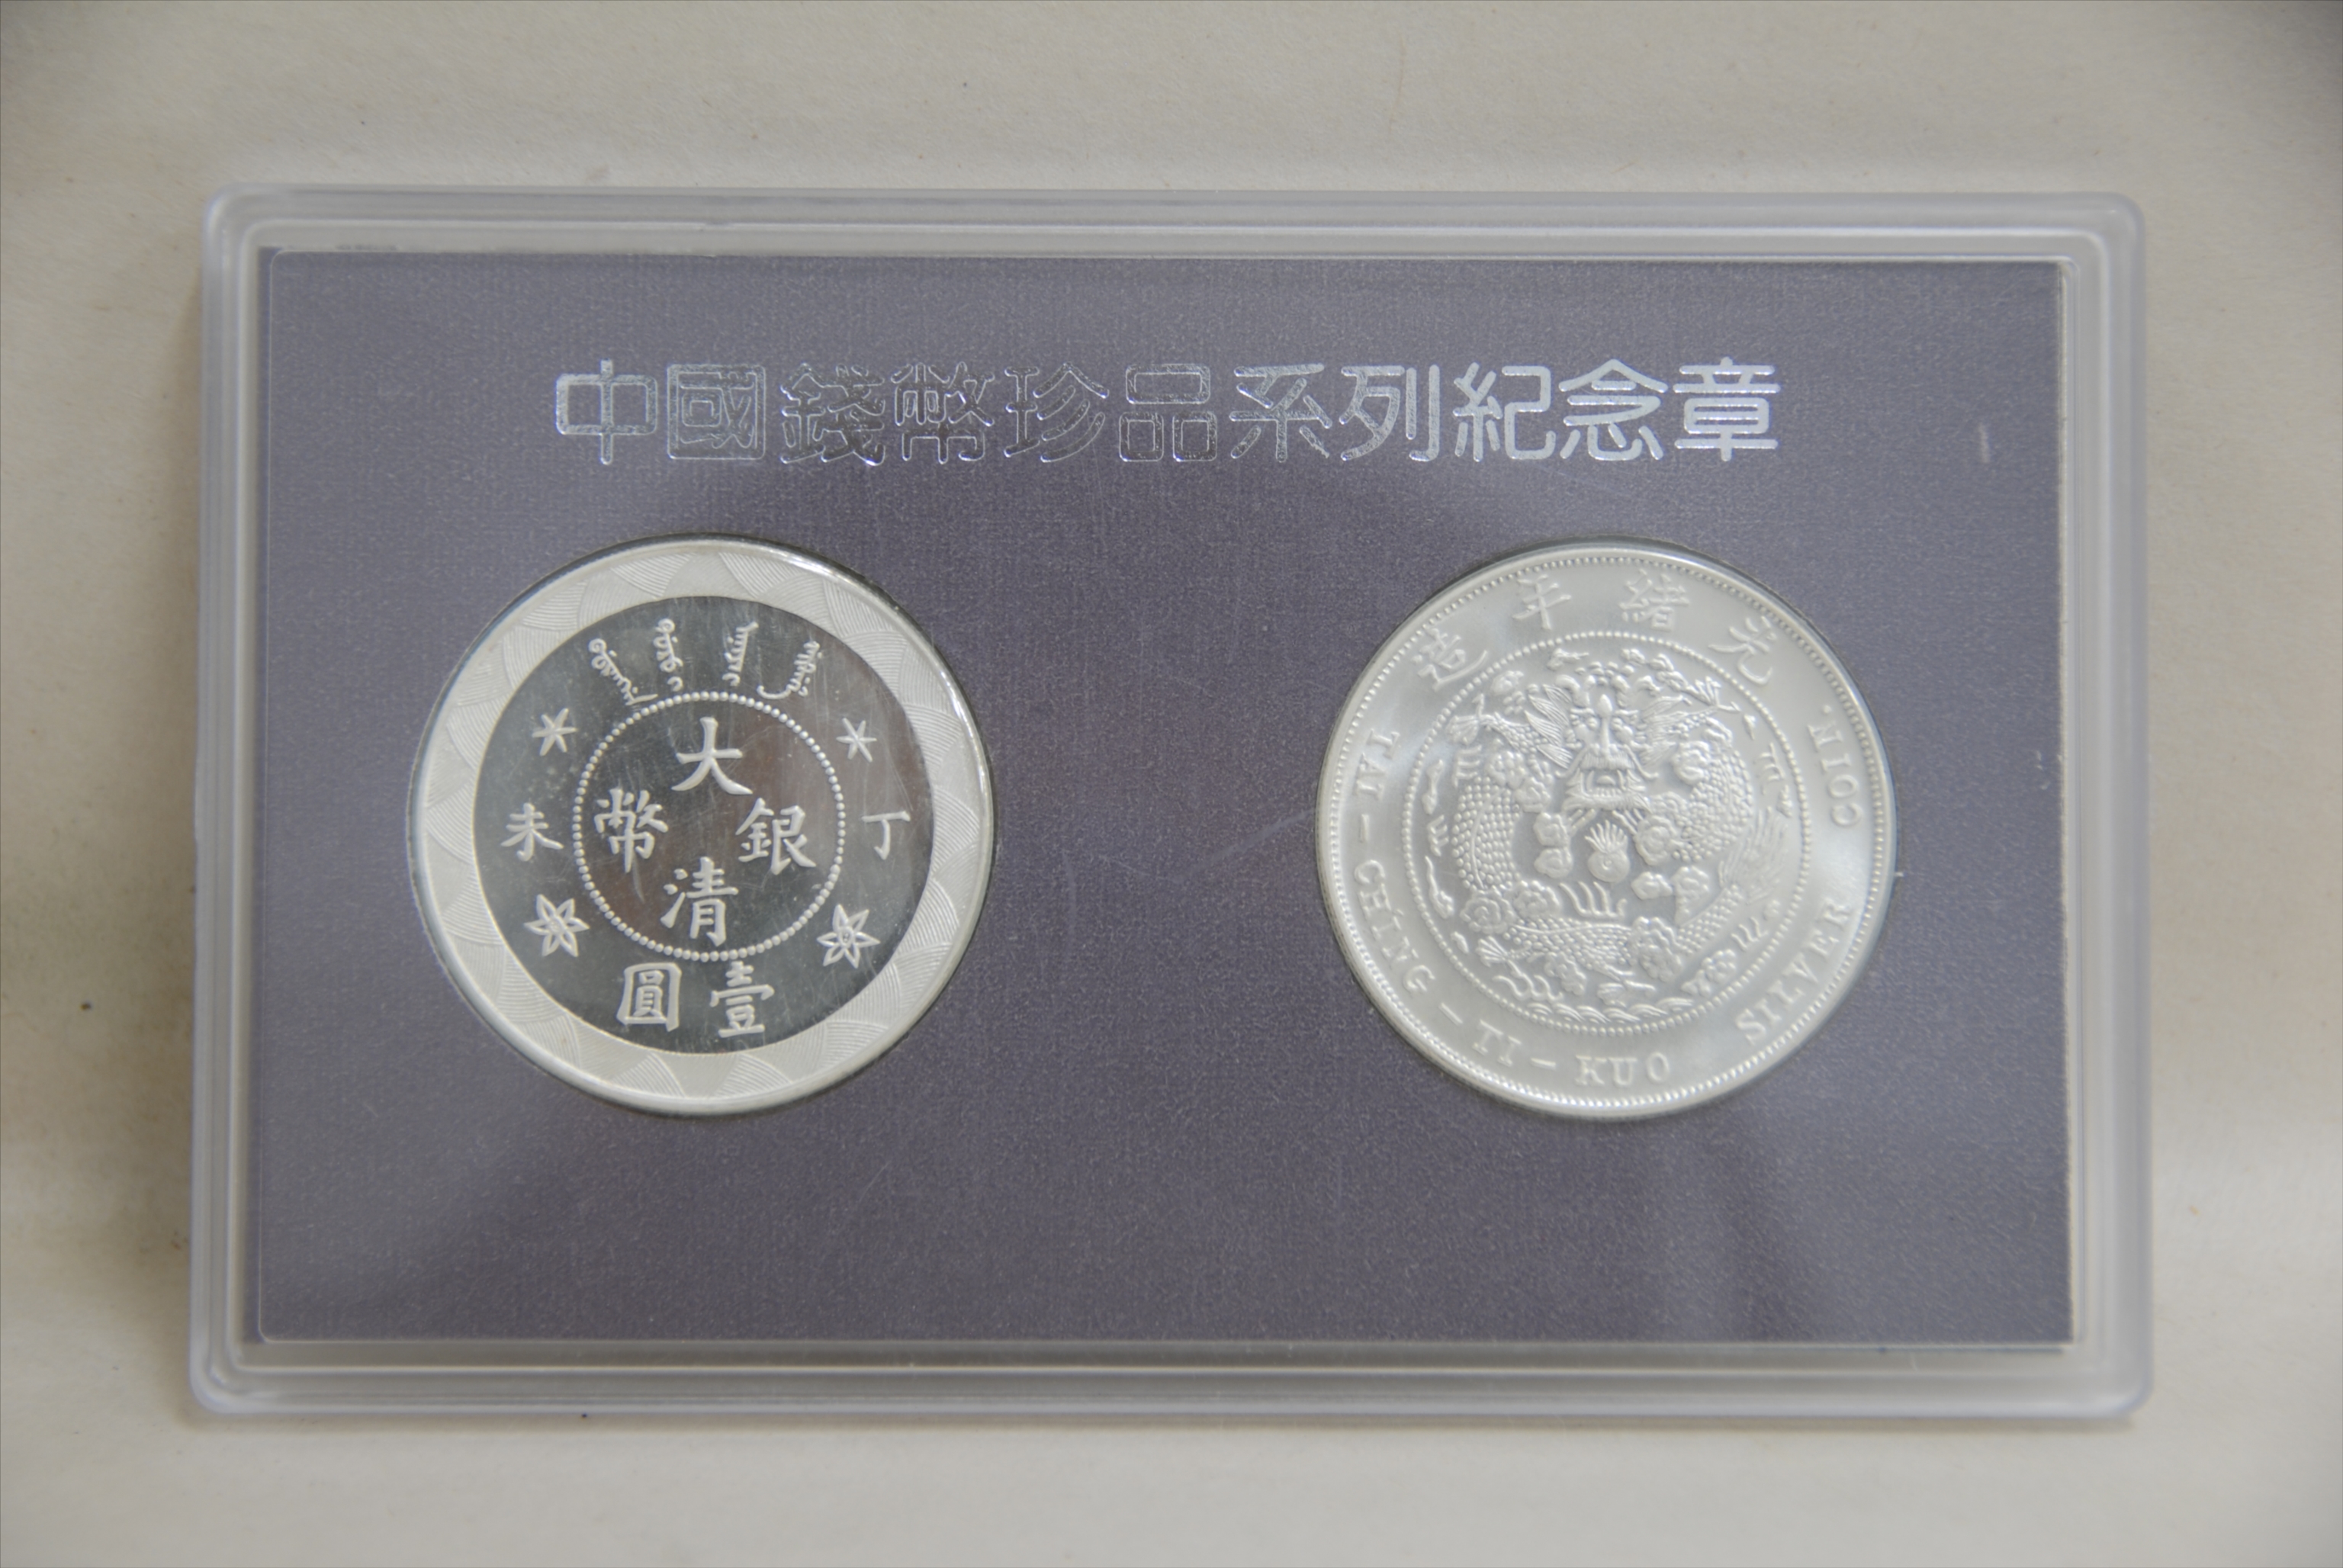 中國錢幣珍品系列紀念章
大清銀幣
丁未
壹圓
光緒年造
TAI-CHING-TI-KUO SILVER COIN.